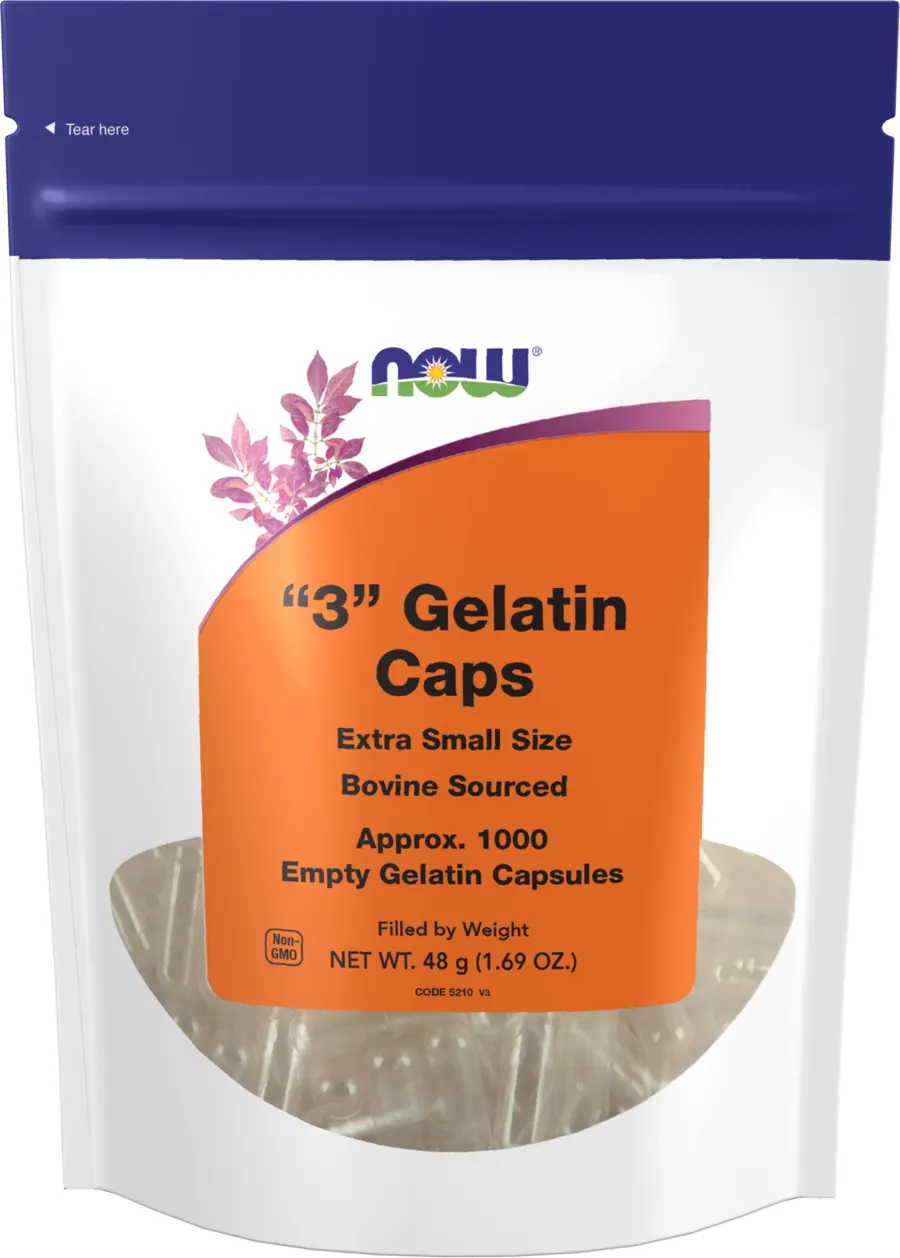 Tear here
NOW®
“3” Gelatin
Caps
Extra Small Size
Bovine Sourced
Approx. 1000
Empty Gelatin Capsules
Filled by Weight
Non-
GMO
NET WT. 48 g (1.69 OZ.)
CODE 5210 V3